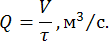 Q = V/τ, м³/с.